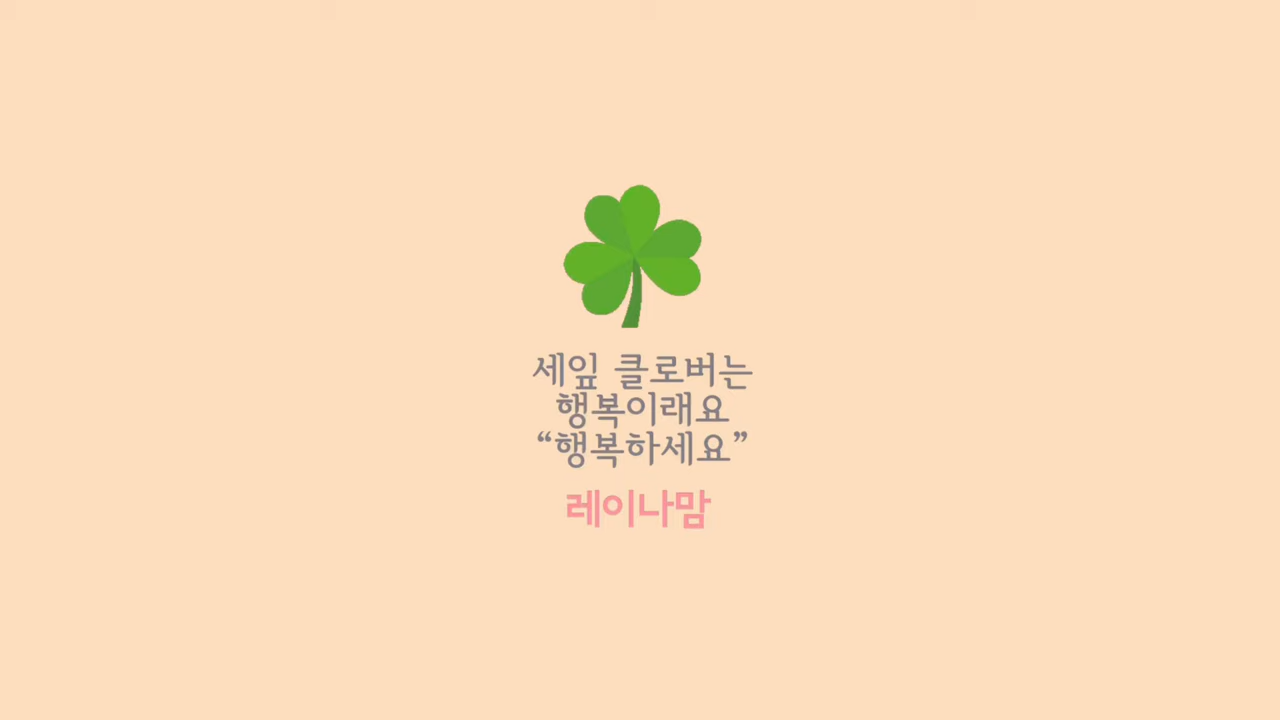 세잎 클로버는
행복이래요
“행복하세요”
레이나맘